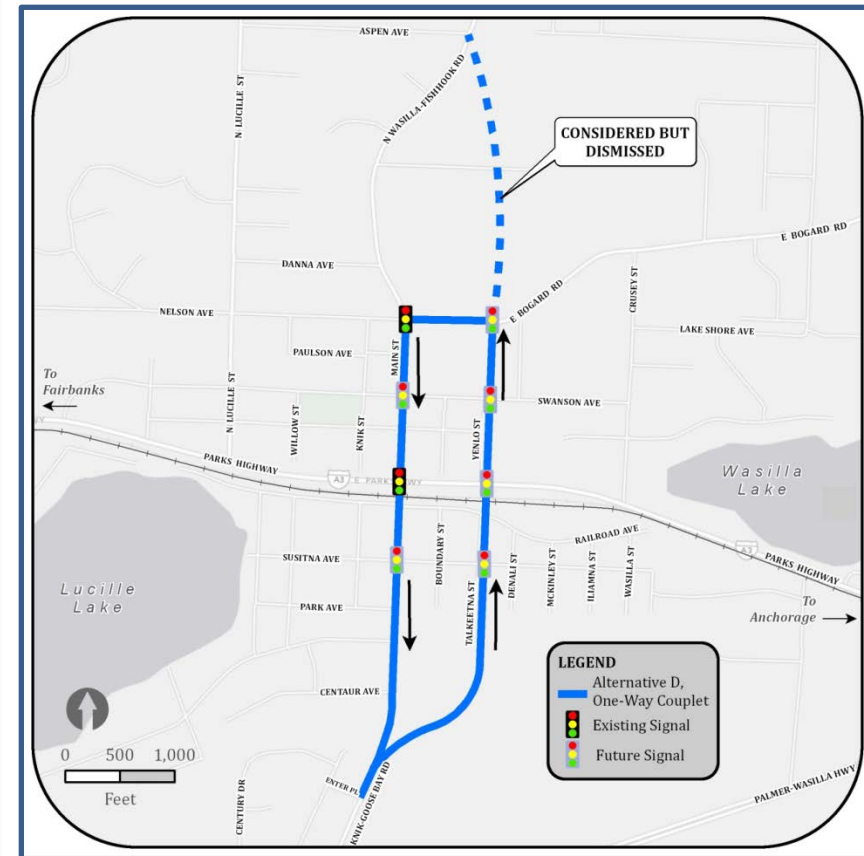 ASPEN AVE
N LUCILLE ST
N WASILLA-FISHHOOK RD
CONSIDERED BUT
DISMISSED
E BOGARD RD
DANNA AVE
CRUSEY ST
E BOGARD RD
NELSON AVE
LAKE SHORE AVE
PAULSON AVE
MAIN ST
To
Fairbanks
N LUCILLE ST
SWANSON AVE
WILLOW ST
KNIK ST
YENLO ST
PARKS HIGHWAY
A3
E PARKS HWY
Wasilla
Lake
RAILROAD AVE
A3
PARKS HIGHWAY
SUSITNA AVE
BOUNDARY ST
DENALI ST
MCKINLEY ST
ILIAMNA ST
WASILLA ST
Lucille
Lake
PARK AVE
TALKEETNA ST
To
Anchorage
LEGEND
Alternative D,
One-Way Couplet
Existing Signal
Future Signal
CENTAUR AVE
0 500 1,000
Feet
ENTER PL
CENTURY DR
KNIK-GOOSE BAY RD
PALMER-WASILLA HWY